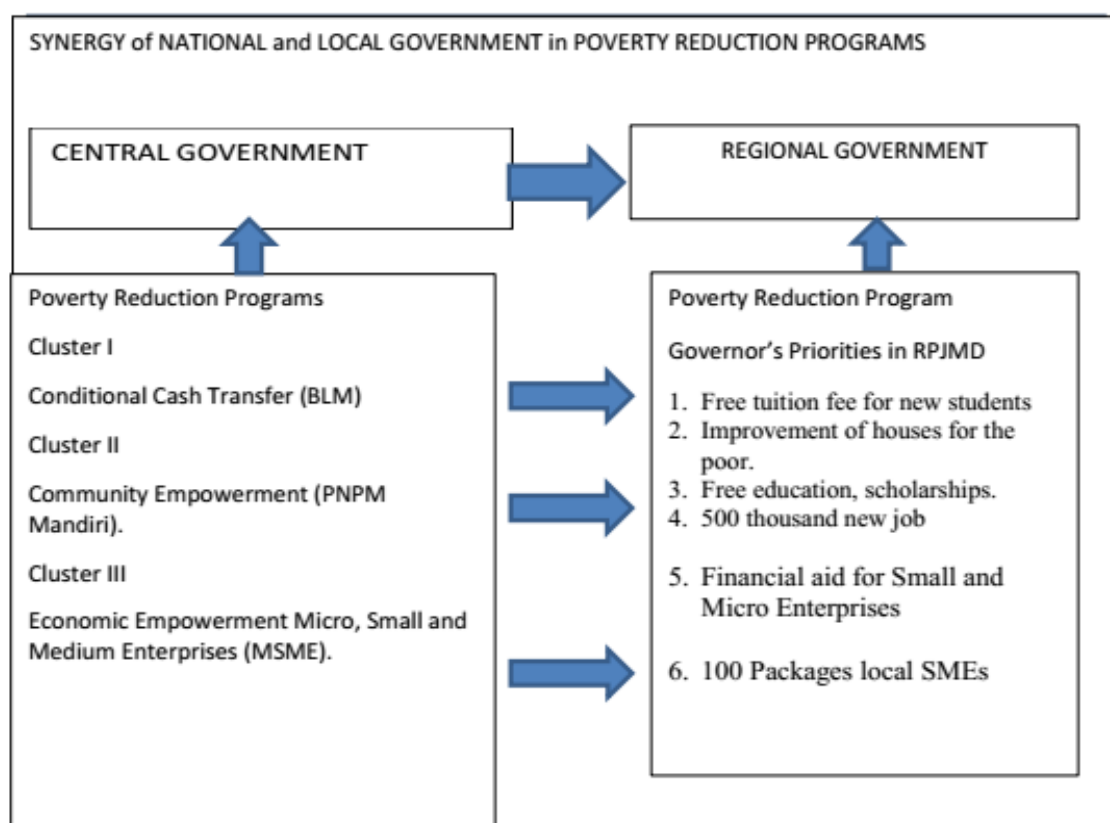 SYNERGY of NATIONAL and LOCAL GOVERNMENT in POVERTY REDUCTION PROGRAMS
CENTRAL GOVERNMENT
REGIONAL GOVERNMENT
Poverty Reduction Programs
Cluster I
Conditional Cash Transfer (BLM)
Cluster II
Community Empowerment (PNPM
Mandiri).
Cluster III
Economic Empowerment Micro, Small and
Medium Enterprises (MSME).
Poverty Reduction Program
Governor's Priorities in RPJMD
1. Free tuition fee for new students
2. Improvement of houses for the
poor.
3. Free education, scholarships.
4. 500 thousand new job
5. Financial aid for Small and
Micro Enterprises
6. 100 Packages local SMEs